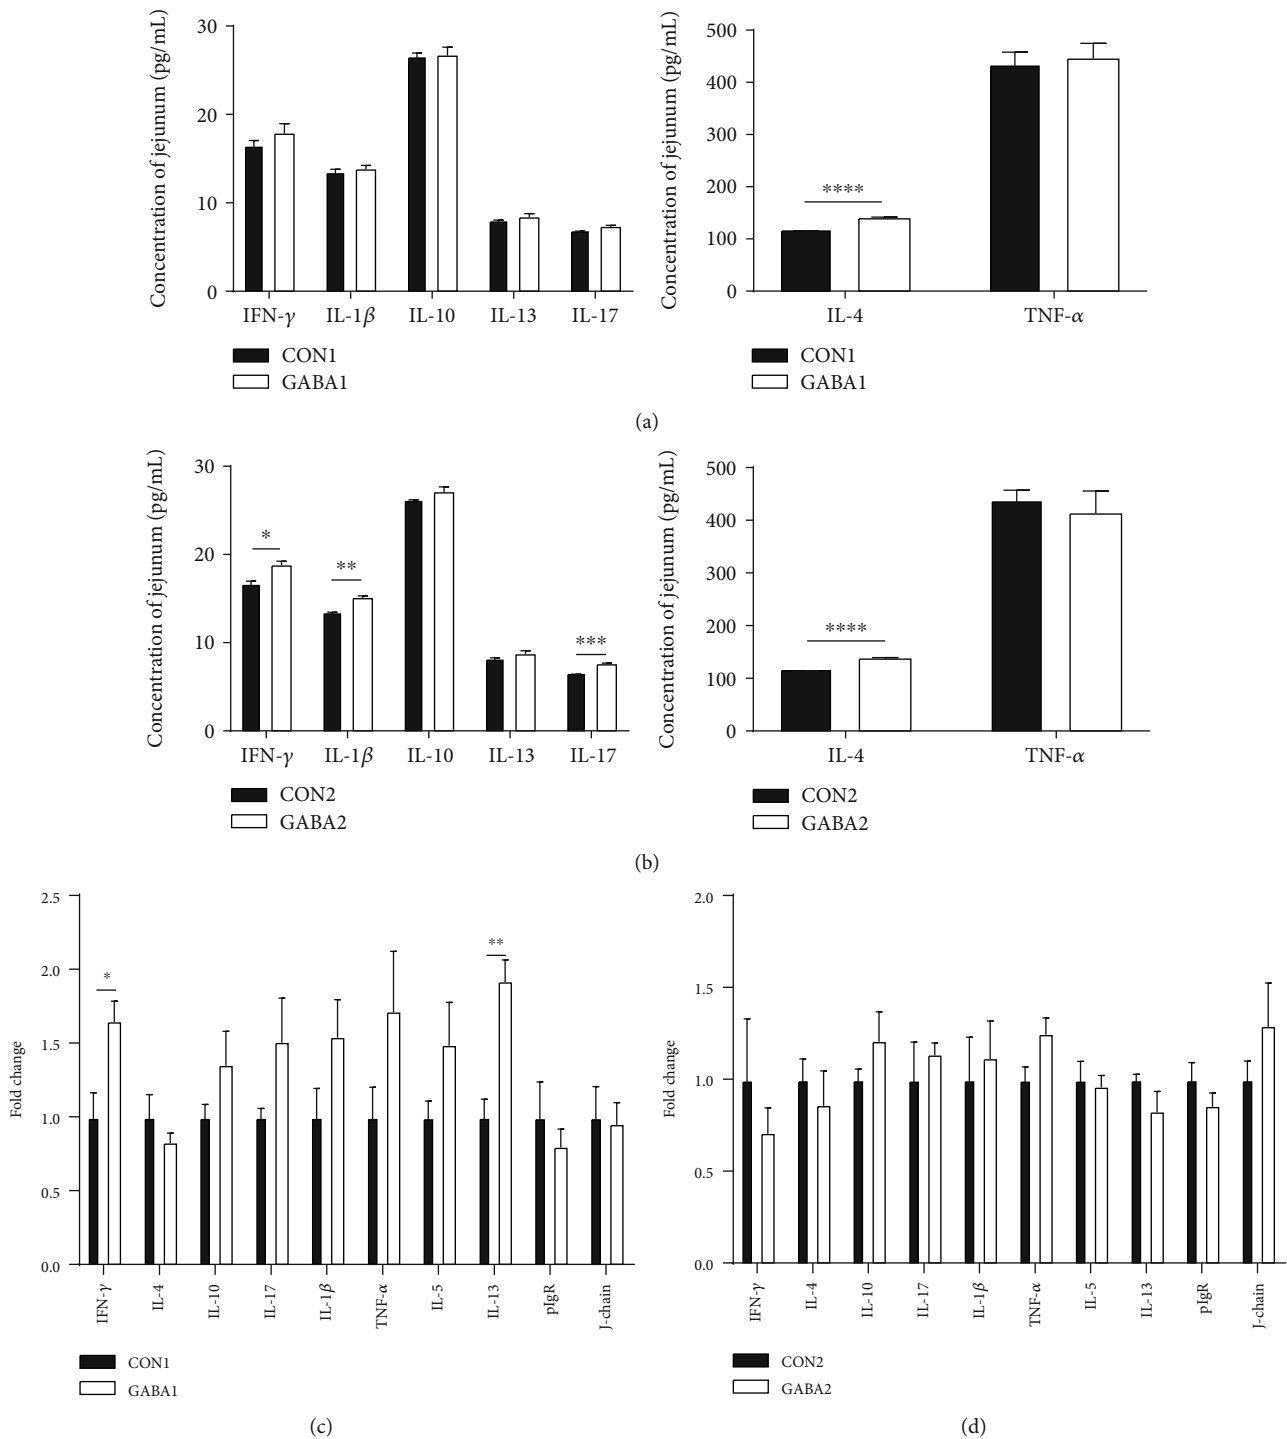 Concentration of jejunum (pg/mL)
30
20
10
0
IFN-γ IL-1β IL-10 IL-13 IL-17
CON1
GABA1
Concentration of jejunum (pg/mL)
500
400
300
200
100
0
****
IL-4 TNF-α
CON1
GABA1
(a)
Concentration of jejunum (pg/mL)
30
20
10
0
*
**
***
IFN-γ IL-1β IL-10 IL-13 IL-17
CON2
GABA2
Concentration of jejunum (pg/mL)
500
400
300
200
100
0
****
IL-4 TNF-α
CON2
GABA2
(b)
Fold change
2.5
2.0
1.5
1.0
0.5
0.0
*
**
IFN-γ
IL-4
IL-10
IL-17
IL-1β
TNF-α
IL-5
IL-13
pIgR
J-chain
CON1
GABA1
(c)
Fold change
2.0
1.5
1.0
0.5
0.0
IFN-γ
IL-4
IL-10
IL-17
IL-1β
TNF-α
IL-5
IL-13
pIgR
J-chain
CON2
GABA2
(d)